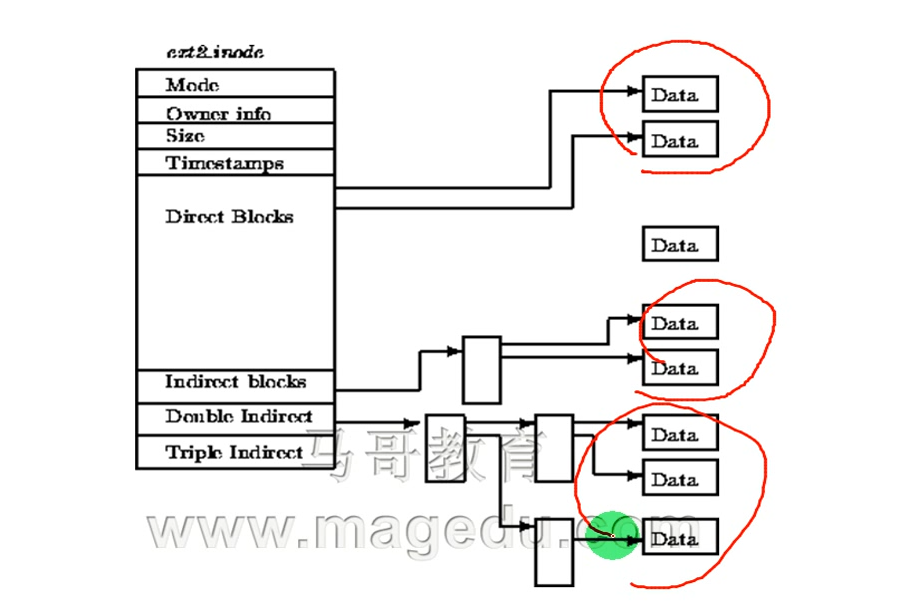 ext2_inode
Mode
Owner info
Size
Timestamps
Direct Blocks
Indirect blocks
Double Indirect
Triple Indirect
Data
Data
Data
Data
Data
Data
Data
Data
马哥教育
www.magedu.com